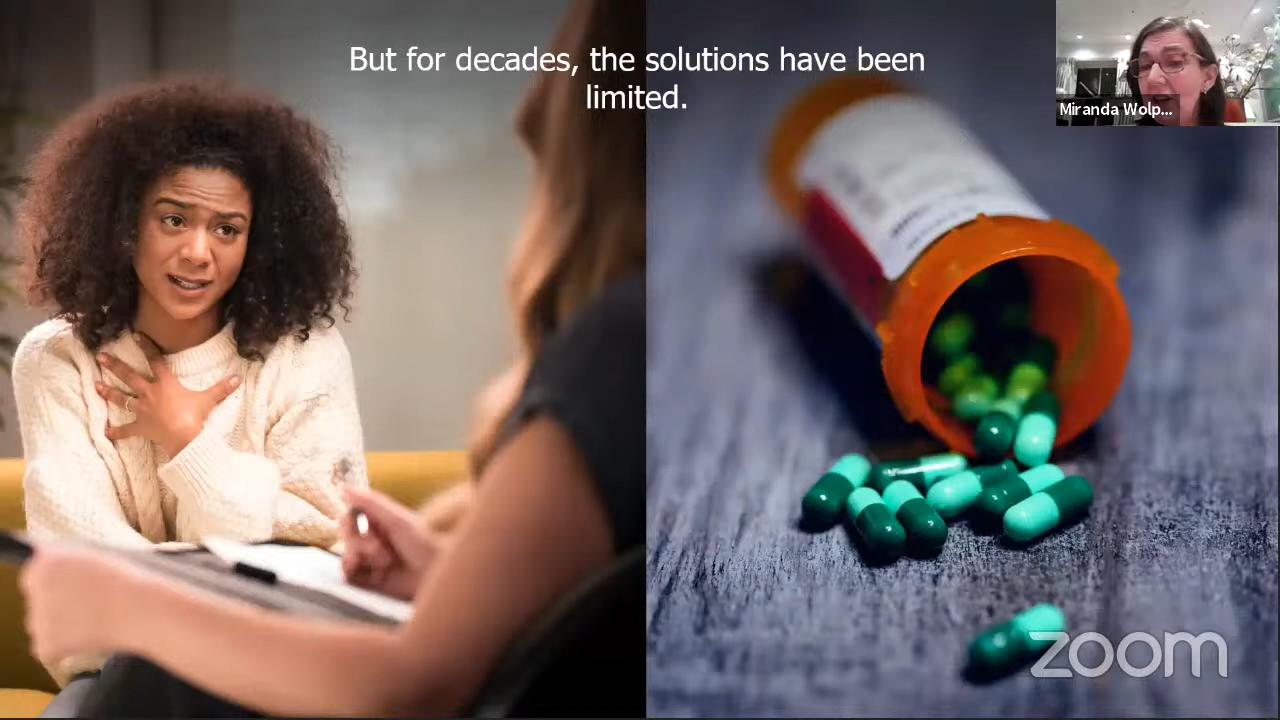 But for decades, the solutions have been
limited.
Miranda Wolp...
zoom